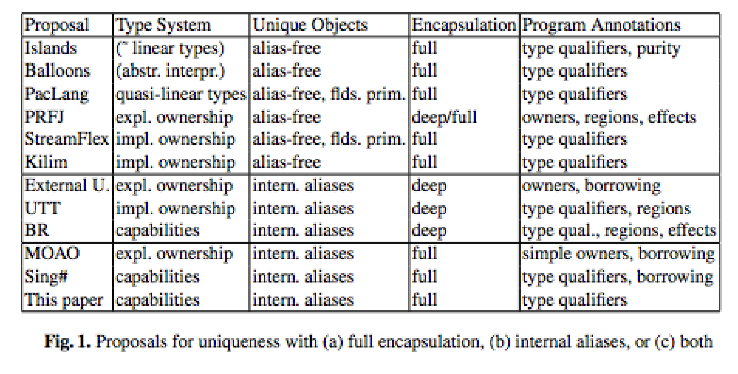 Proposal Type System Unique Objects Encapsulation Program Annotations
Islands (~ linear types) alias-free full type qualifiers, purity
Balloons (abstr. interpr.) alias-free full type qualifiers
PacLang quasi-linear types alias-free, flds. prim. full type qualifiers
PRFJ expl. ownership alias-free deep/full owners, regions, effects
StreamFlex impl. ownership alias-free, flds. prim. full type qualifiers
Kilim impl. ownership alias-free full type qualifiers
External U. expl. ownership intern. aliases deep owners, borrowing
UTT impl. ownership intern. aliases deep type qualifiers, regions
BR capabilities intern. aliases deep type qual., regions, effects
MOAO expl. ownership intern. aliases full simple owners, borrowing
Sing# capabilities intern. aliases full type qualifiers, borrowing
This paper capabilities intern. aliases full type qualifiers
Fig. 1. Proposals for uniqueness with (a) full encapsulation, (b) internal aliases, or (c) both